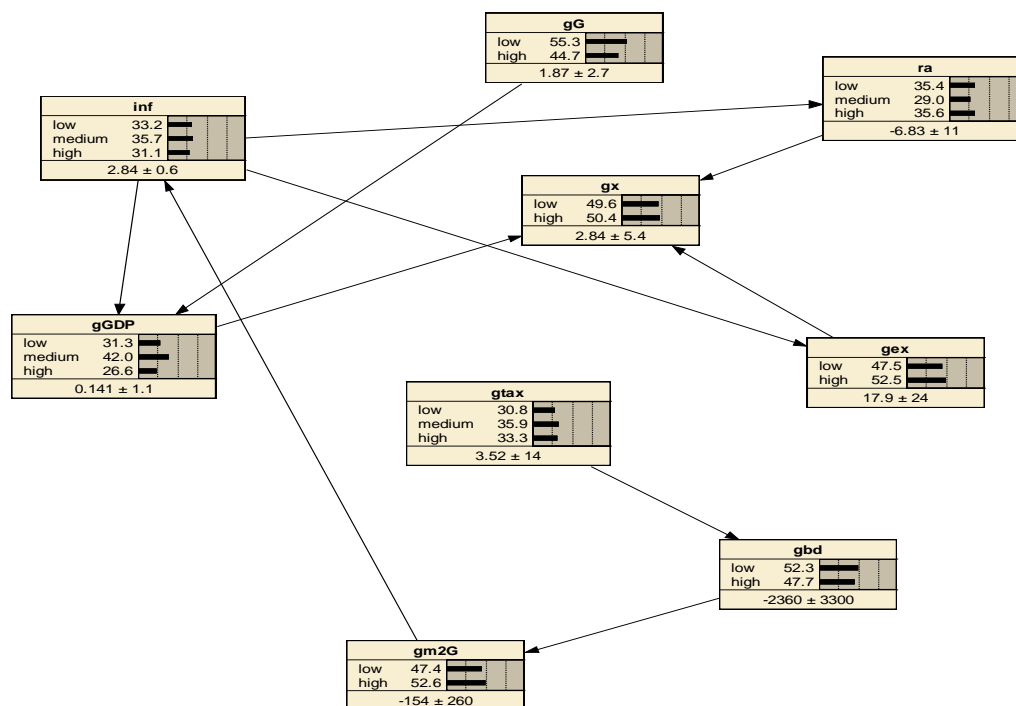 gG
low 55.3
high 44.7
1.87 ± 2.7
ra
low 35.4
medium 29.0
high 35.6
-6.83 ± 11
inf
low 33.2
medium 35.7
high 31.1
2.84 ± 0.6
gx
low 49.6
high 50.4
2.84 ± 5.4
gGDP
low 31.3
medium 42.0
high 26.6
0.141 ± 1.1
gex
low 47.5
high 52.5
17.9 ± 24
gtax
low 30.8
medium 35.9
high 33.3
3.52 ± 14
gbd
low 52.3
high 47.7
-2360 ± 3300
gm2G
low 47.4
high 52.6
-154 ± 260